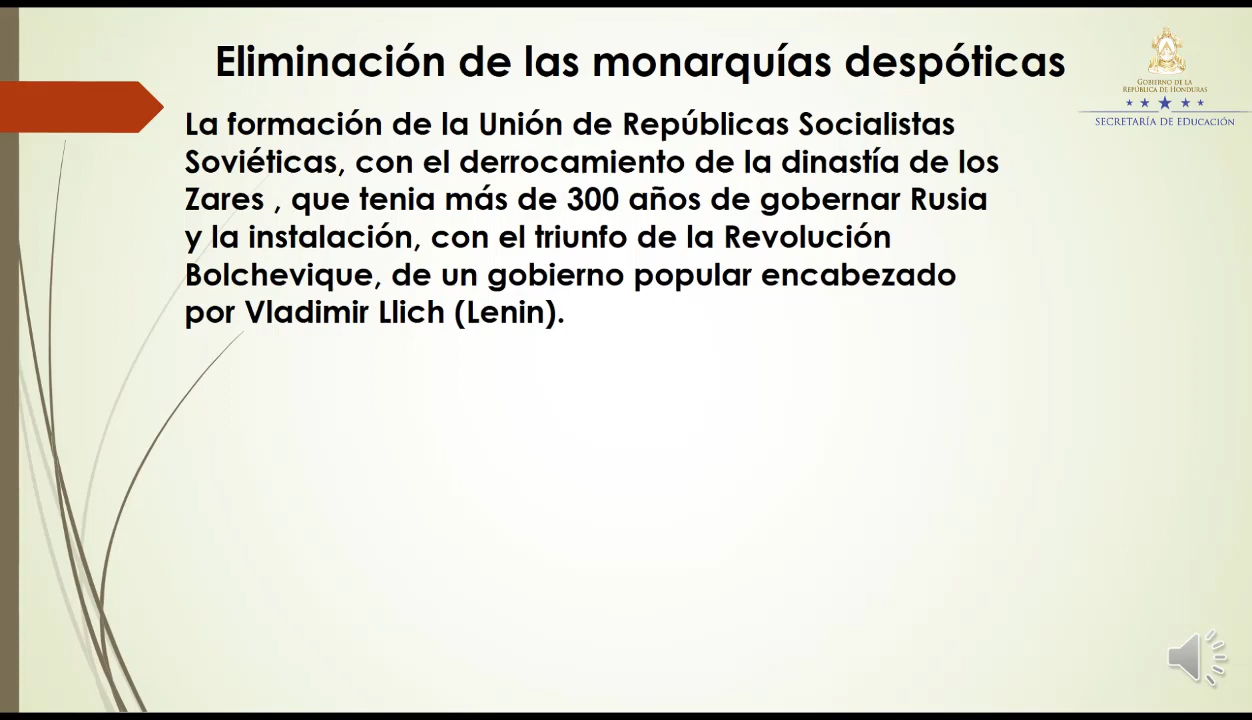 Eliminación de las monarquías despóticas
GOBIERNO DE LA
REPÚBLICA DE HONDURAS
SECRETARÍA DE EDUCACIÓN
La formación de la Unión de Repúblicas Socialistas
Soviéticas, con el derrocamiento de la dinastía de los
Zares , que tenia más de 300 años de gobernar Rusia
y la instalación, con el triunfo de la Revolución
Bolchevique, de un gobierno popular encabezado
por Vladimir Llich (Lenin).